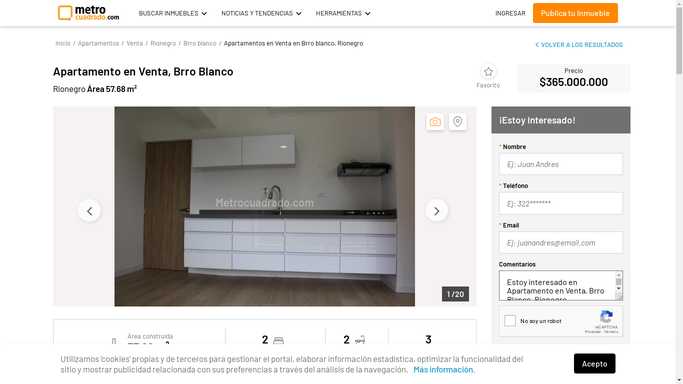 metro
cuadrado.com
BUSCAR INMUEBLES
NOTICIAS Y TENDENCIAS
HERRAMIENTAS
INGRESAR
Publica tu inmueble
Inicio / Apartamentos / Venta / Rionegro / Brro blanco / Apartamentos en Venta en Brro blanco, Rionegro
VOLVER A LOS RESULTADOS
Apartamento en Venta, Brro Blanco
Rionegro Área 57.68 m²
Favorito
Precio
$365.000.000
Metrocuadrado.com
1 / 20
¡Estoy Interesado!
* Nombre
Ej: Juan Andres
* Teléfono
Ej: 322*******
* Email
Ej: juanandres@email.com
Comentarios
Estoy interesado en
Apartamento en Venta, Brro
Blanco, Rionegro
No soy un robot
reCAPTCHA
Privacidad - Términos
Área construida
2
2
3
Utilizamos 'cookies' propias y de terceros para gestionar el portal, elaborar información estadística, optimizar la funcionalidad del
sitio y mostrar publicidad relacionada con sus preferencias a través del análisis de la navegación. Más información.
Acepto